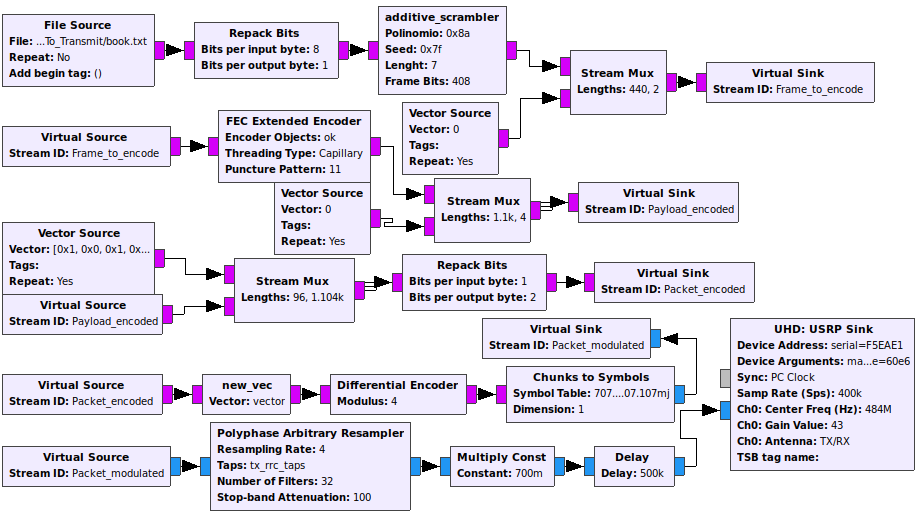 File Source
File: ...To_Transmit/book.txt
Repeat: No
Add begin tag: ()
Repack Bits
Bits per input byte: 8
Bits per output byte: 1
additive_scrambler
Polinomio: 0x8a
Seed: 0x7f
Lenght: 7
Frame Bits: 408
Stream Mux
Lengths: 440, 2
Virtual Sink
Stream ID: Frame_to_encode
Vector Source
Vector: 0
Tags:
Repeat: Yes
Virtual Source
Stream ID: Frame_to_encode
FEC Extended Encoder
Encoder Objects: ok
Threading Type: Capillary
Puncture Pattern: 11
Vector Source
Vector: 0
Tags:
Repeat: Yes
Stream Mux
Lengths: 1.1k, 4
Virtual Sink
Stream ID: Payload_encoded
Vector Source
Vector: [0x1, 0x0, 0x1, 0x...
Tags:
Repeat: Yes
Virtual Source
Stream ID: Payload_encoded
Stream Mux
Lengths: 96, 1.104k
Repack Bits
Bits per input byte: 1
Bits per output byte: 2
Virtual Sink
Stream ID: Packet_encoded
Virtual Sink
Stream ID: Packet_modulated
Virtual Source
Stream ID: Packet_encoded
new_vec
Vector: vector
Differential Encoder
Modulus: 4
Chunks to Symbols
Symbol Table: 707....07.107mj
Dimension: 1
UHD: USRP Sink
Device Address: serial=F5EAE1
Device Arguments: ma...e=60e6
Sync: PC Clock
Samp Rate (Sps): 400k
Ch0: Center Freq (Hz): 484M
Ch0: Gain Value: 43
Ch0: Antenna: TX/RX
TSB tag name:
Virtual Source
Stream ID: Packet_modulated
Polyphase Arbitrary Resampler
Resampling Rate: 4
Taps: tx_rrc_taps
Number of Filters: 32
Stop-band Attenuation: 100
Multiply Const
Constant: 700m
Delay
Delay: 500k